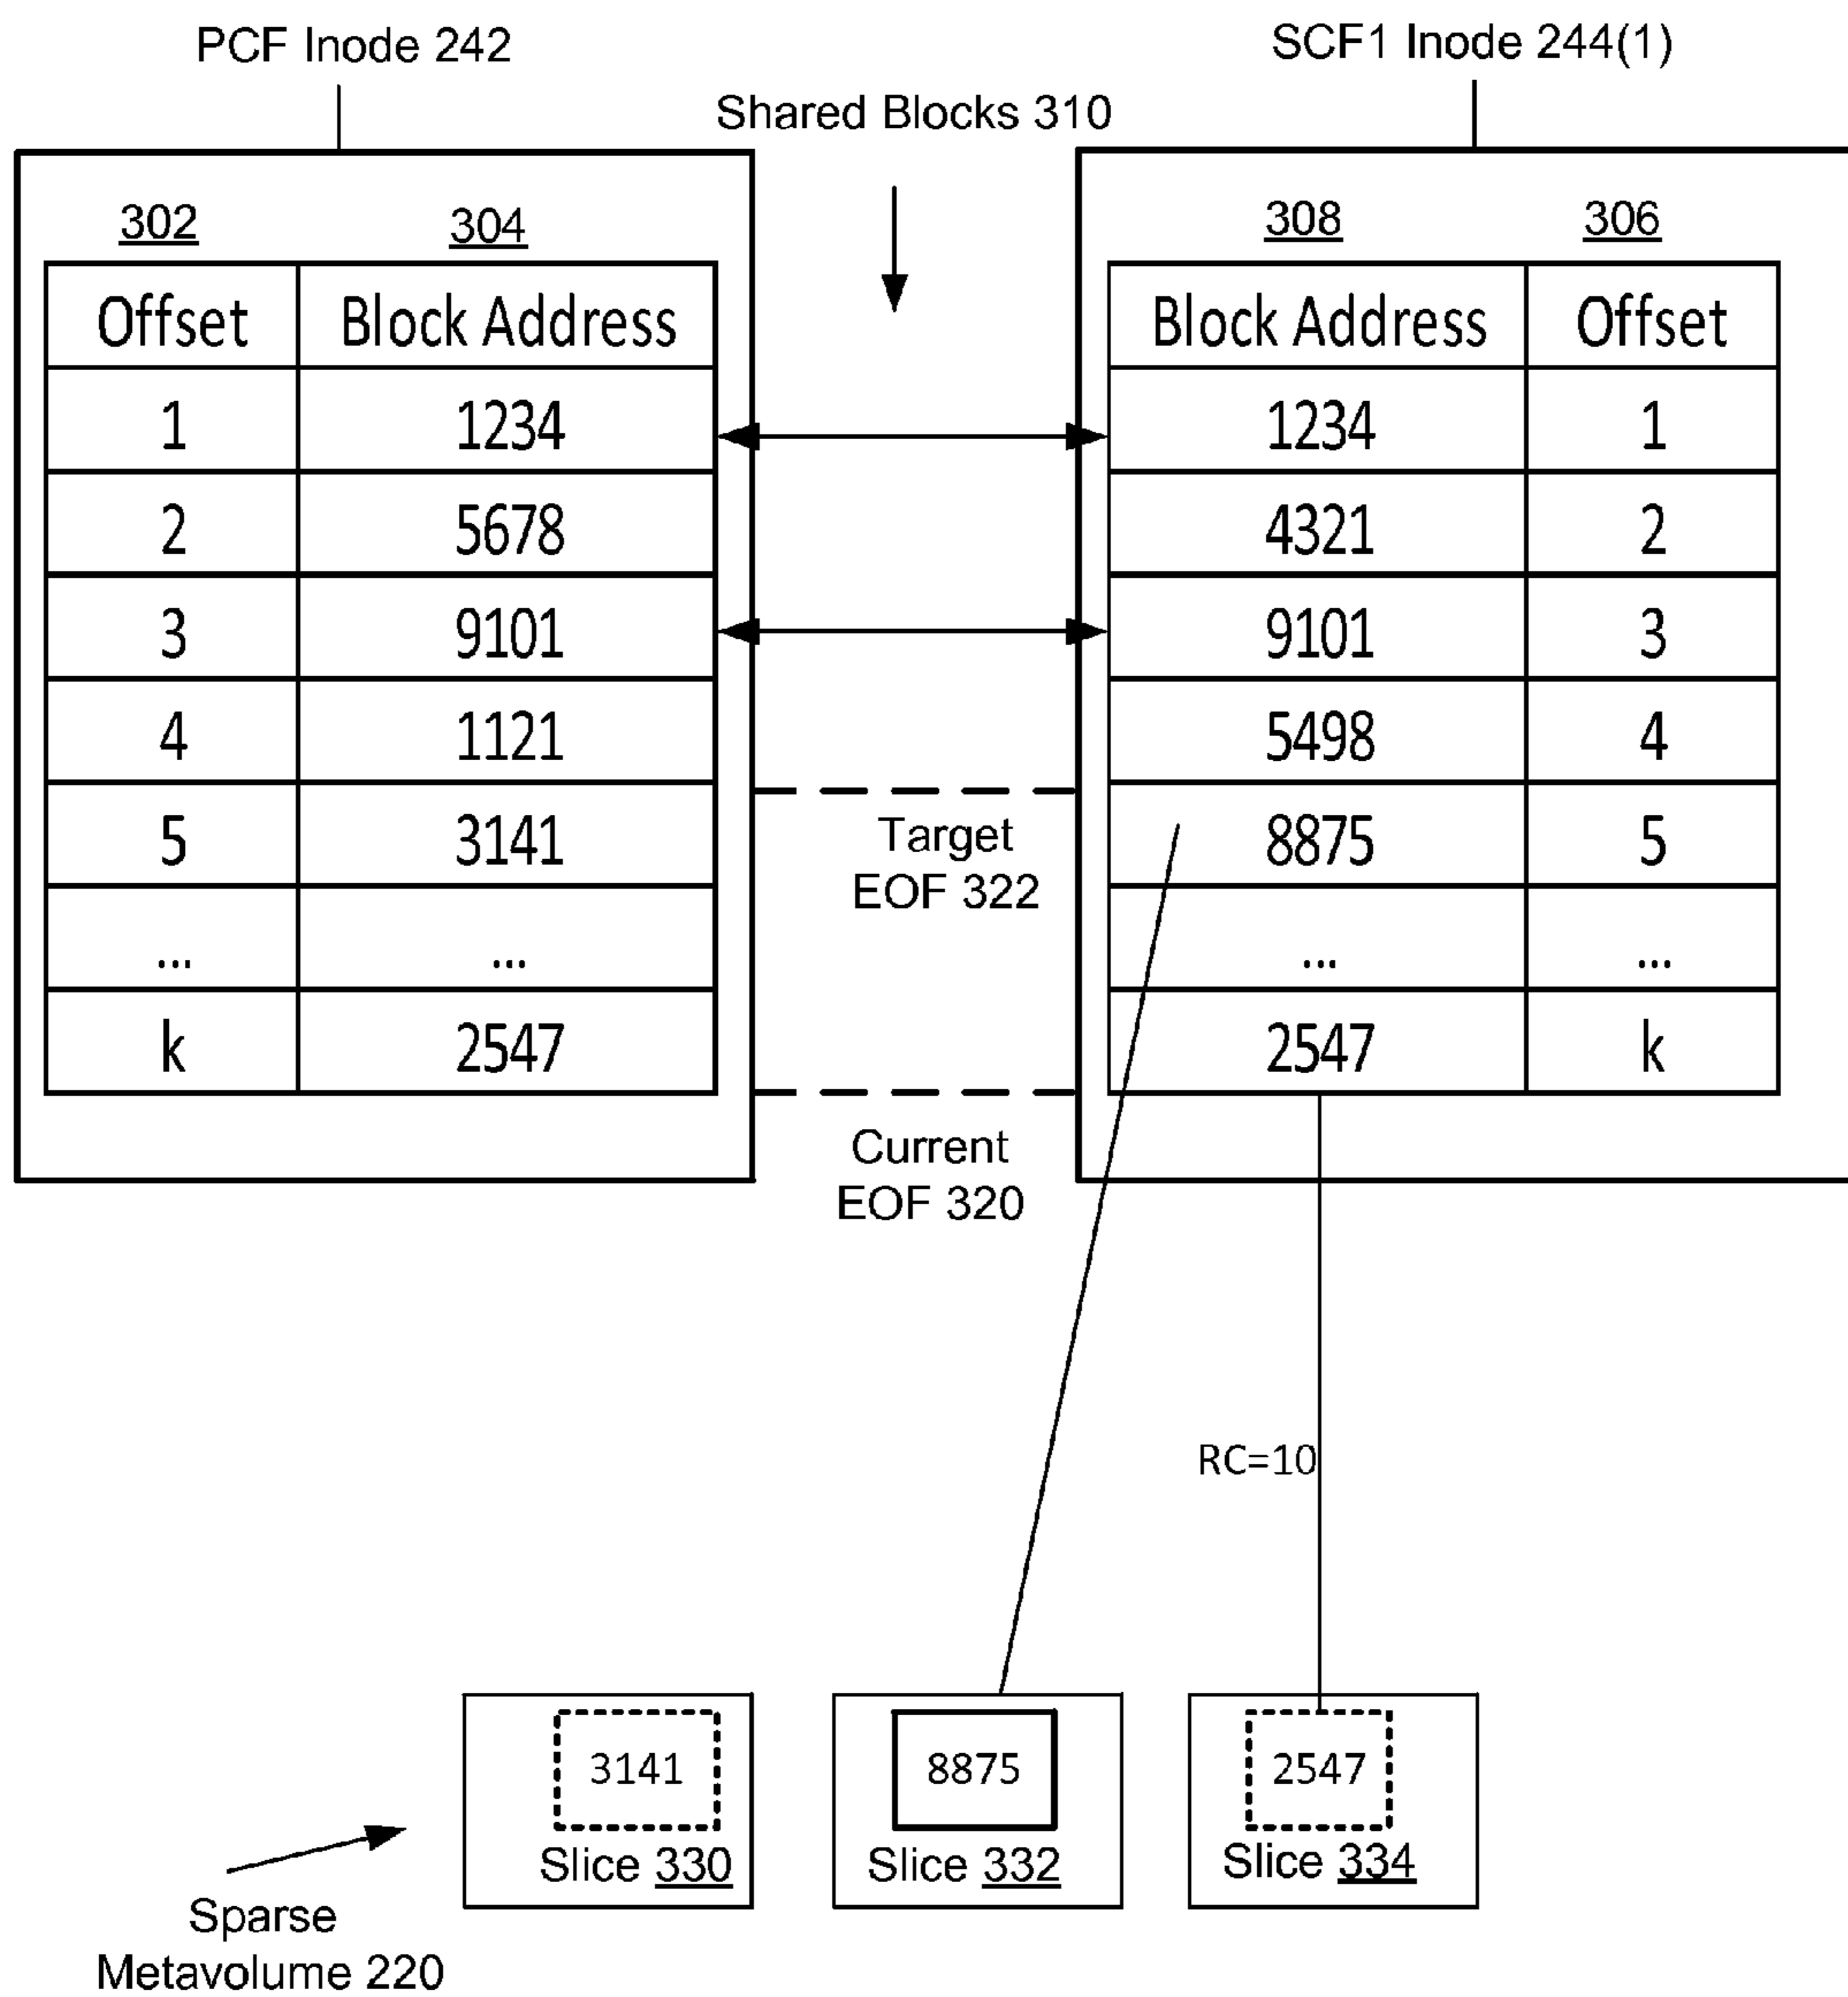 PCF Inode 242
SCF1 Inode 244(1)
Shared Blocks 310
302 304
Offset Block Address
1 1234
2 5678
3 9101
4 1121
5 3141
... ...
k 2547
308 306
Block Address Offset
1234 1
4321 2
9101 3
5498 4
8875 5
... ...
2547 k
Target
EOF 322
Current
EOF 320
RC=10
3141
Slice 330
8875
Slice 332
2547
Slice 334
Sparse
Metavolume 220